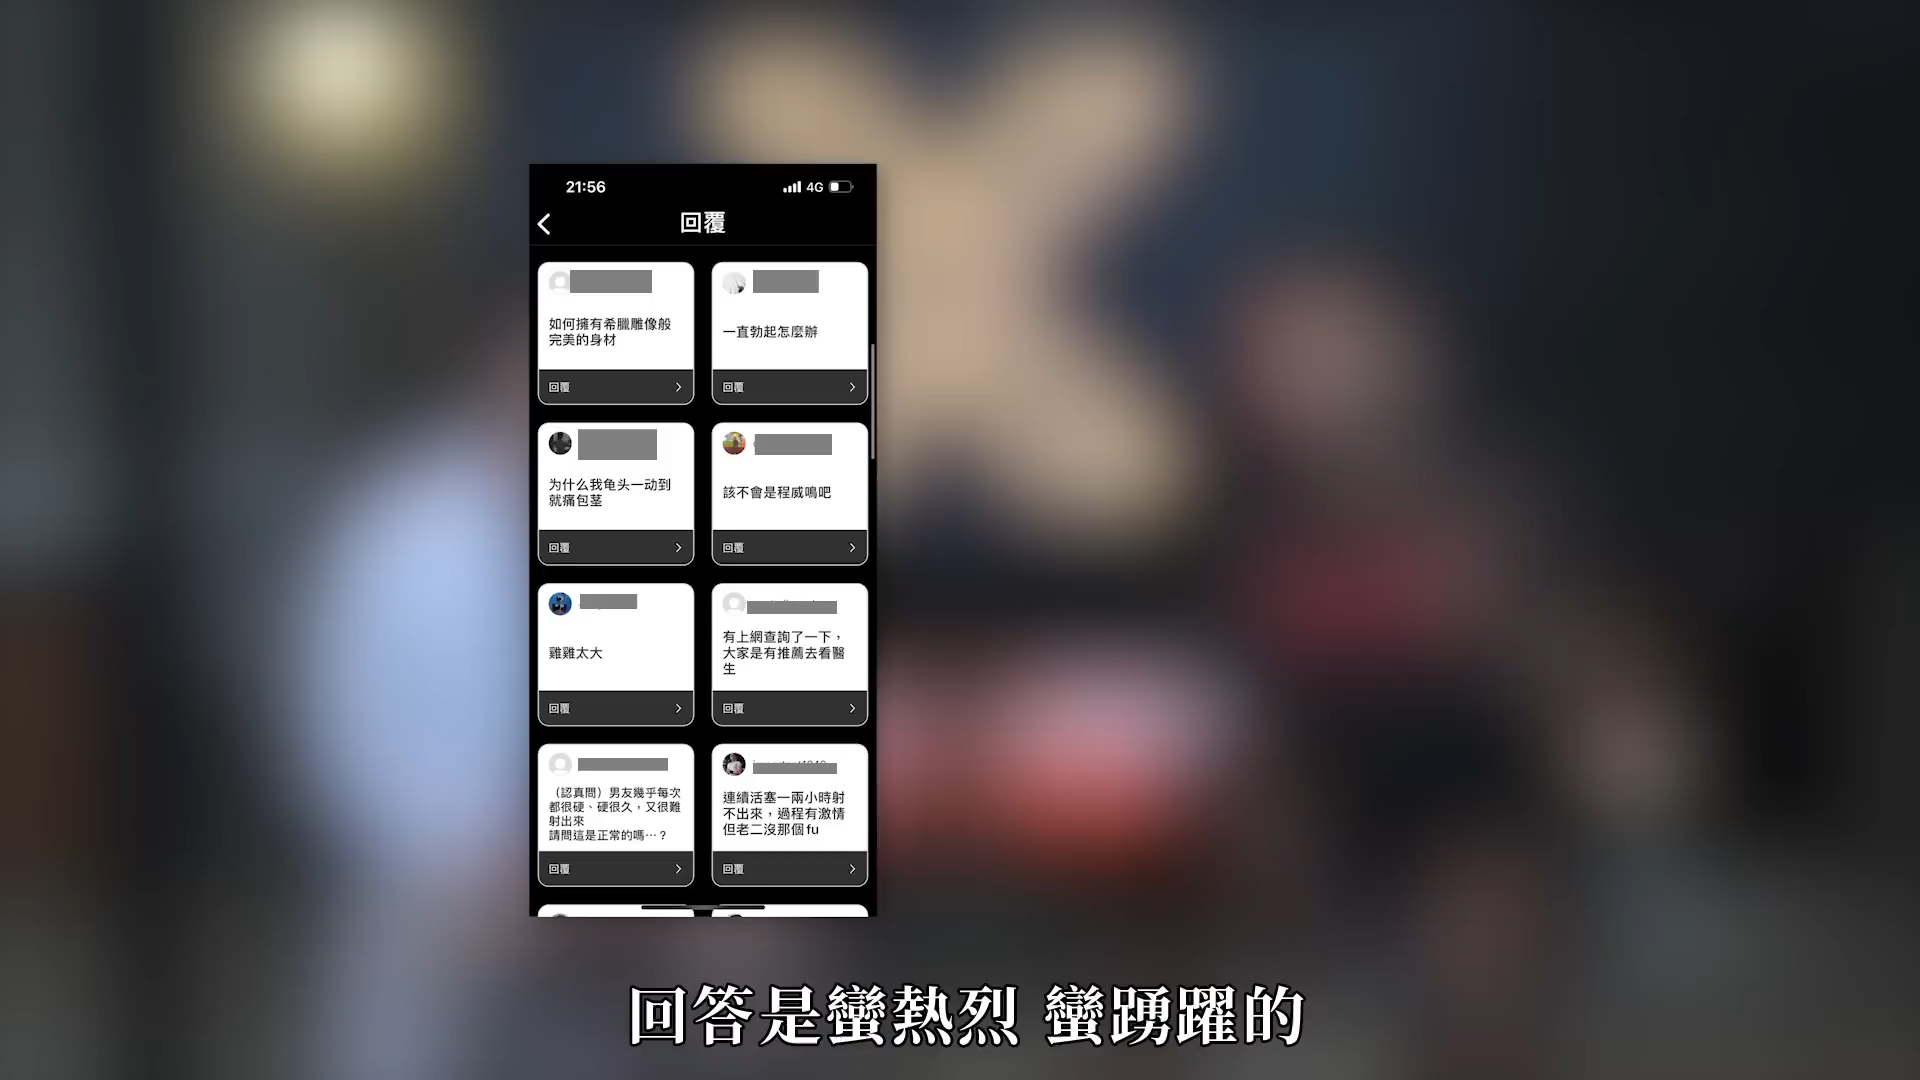 21:56
4G
回覆
如何擁有希臘雕像般
完美的身材
回覆
一直勃起怎麼辦
回覆
为什么我龟头一动到
就痛包茎
回覆
該不會是程威鳴吧
回覆
雞雞太大
回覆
有上網查詢了一下，
大家是有推薦去看醫
生
回覆
（認真問）男友幾乎每次
都很硬、硬很久，又很難
射出來
請問這是正常的嗎…？
回覆
連續活塞一兩小時射
不出來，過程有激情
但老二沒那個fu
回覆
回答是蠻熱烈 蠻踴躍的